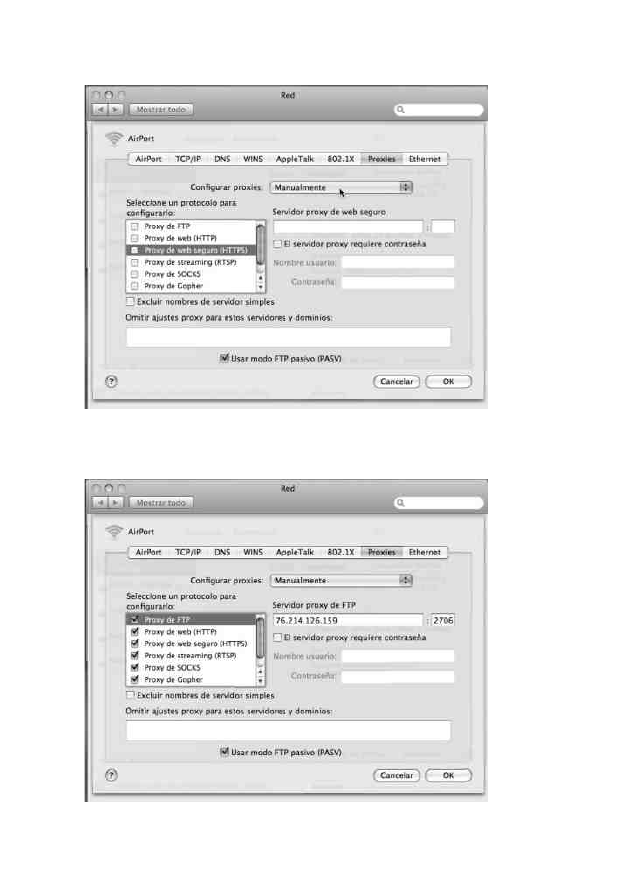 Red
Mostrar todo
AirPort
AirPort TCP/IP DNS WINS AppleTalk 802.1X Proxies Ethernet
Configurar proxies: Manualmente
Seleccione un protocolo para
configurarlo:
Servidor proxy de web seguro
:
Proxy de FTP
Proxy de web (HTTP)
Proxy de web seguro (HTTPS)
Proxy de streaming (RTSP)
Proxy de SOCKS
Proxy de Gopher
El servidor proxy requiere contraseña
Nombre usuario:
Contraseña:
Excluir nombres de servidor simples
Omitir ajustes proxy para estos servidores y dominios:
Usar modo FTP pasivo (PASV)
?
Cancelar OK
Red
Mostrar todo
AirPort
AirPort TCP/IP DNS WINS AppleTalk 802.1X Proxies Ethernet
Configurar proxies: Manualmente
Seleccione un protocolo para
configurarlo:
Servidor proxy de FTP
76.214.126.159 : 2706
Proxy de FTP
Proxy de web (HTTP)
Proxy de web seguro (HTTPS)
Proxy de streaming (RTSP)
Proxy de SOCKS
Proxy de Gopher
El servidor proxy requiere contraseña
Nombre usuario:
Contraseña:
Excluir nombres de servidor simples
Omitir ajustes proxy para estos servidores y dominios:
Usar modo FTP pasivo (PASV)
?
Cancelar OK